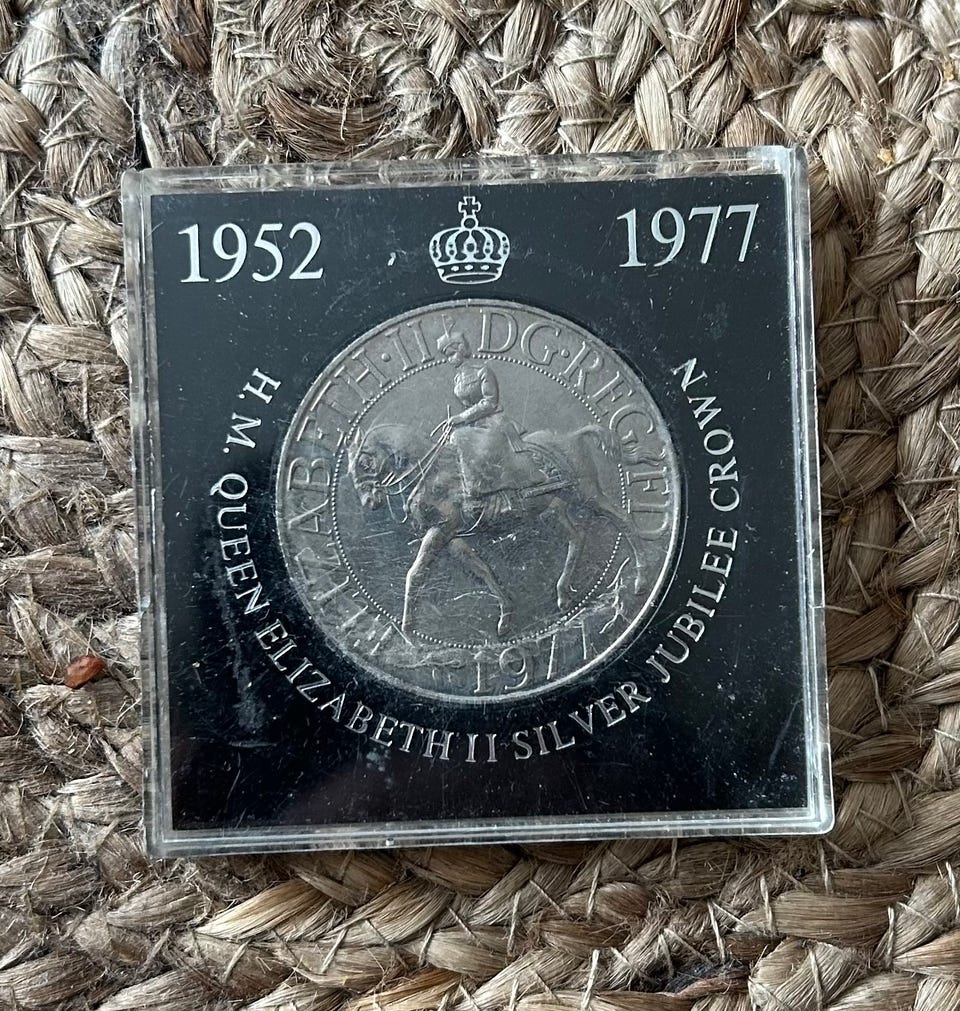 1952
1977
ELIZABETH·II DG·REG FD
1977
H. M. QUEEN ELIZABETH II SILVER JUBILEE CROWN